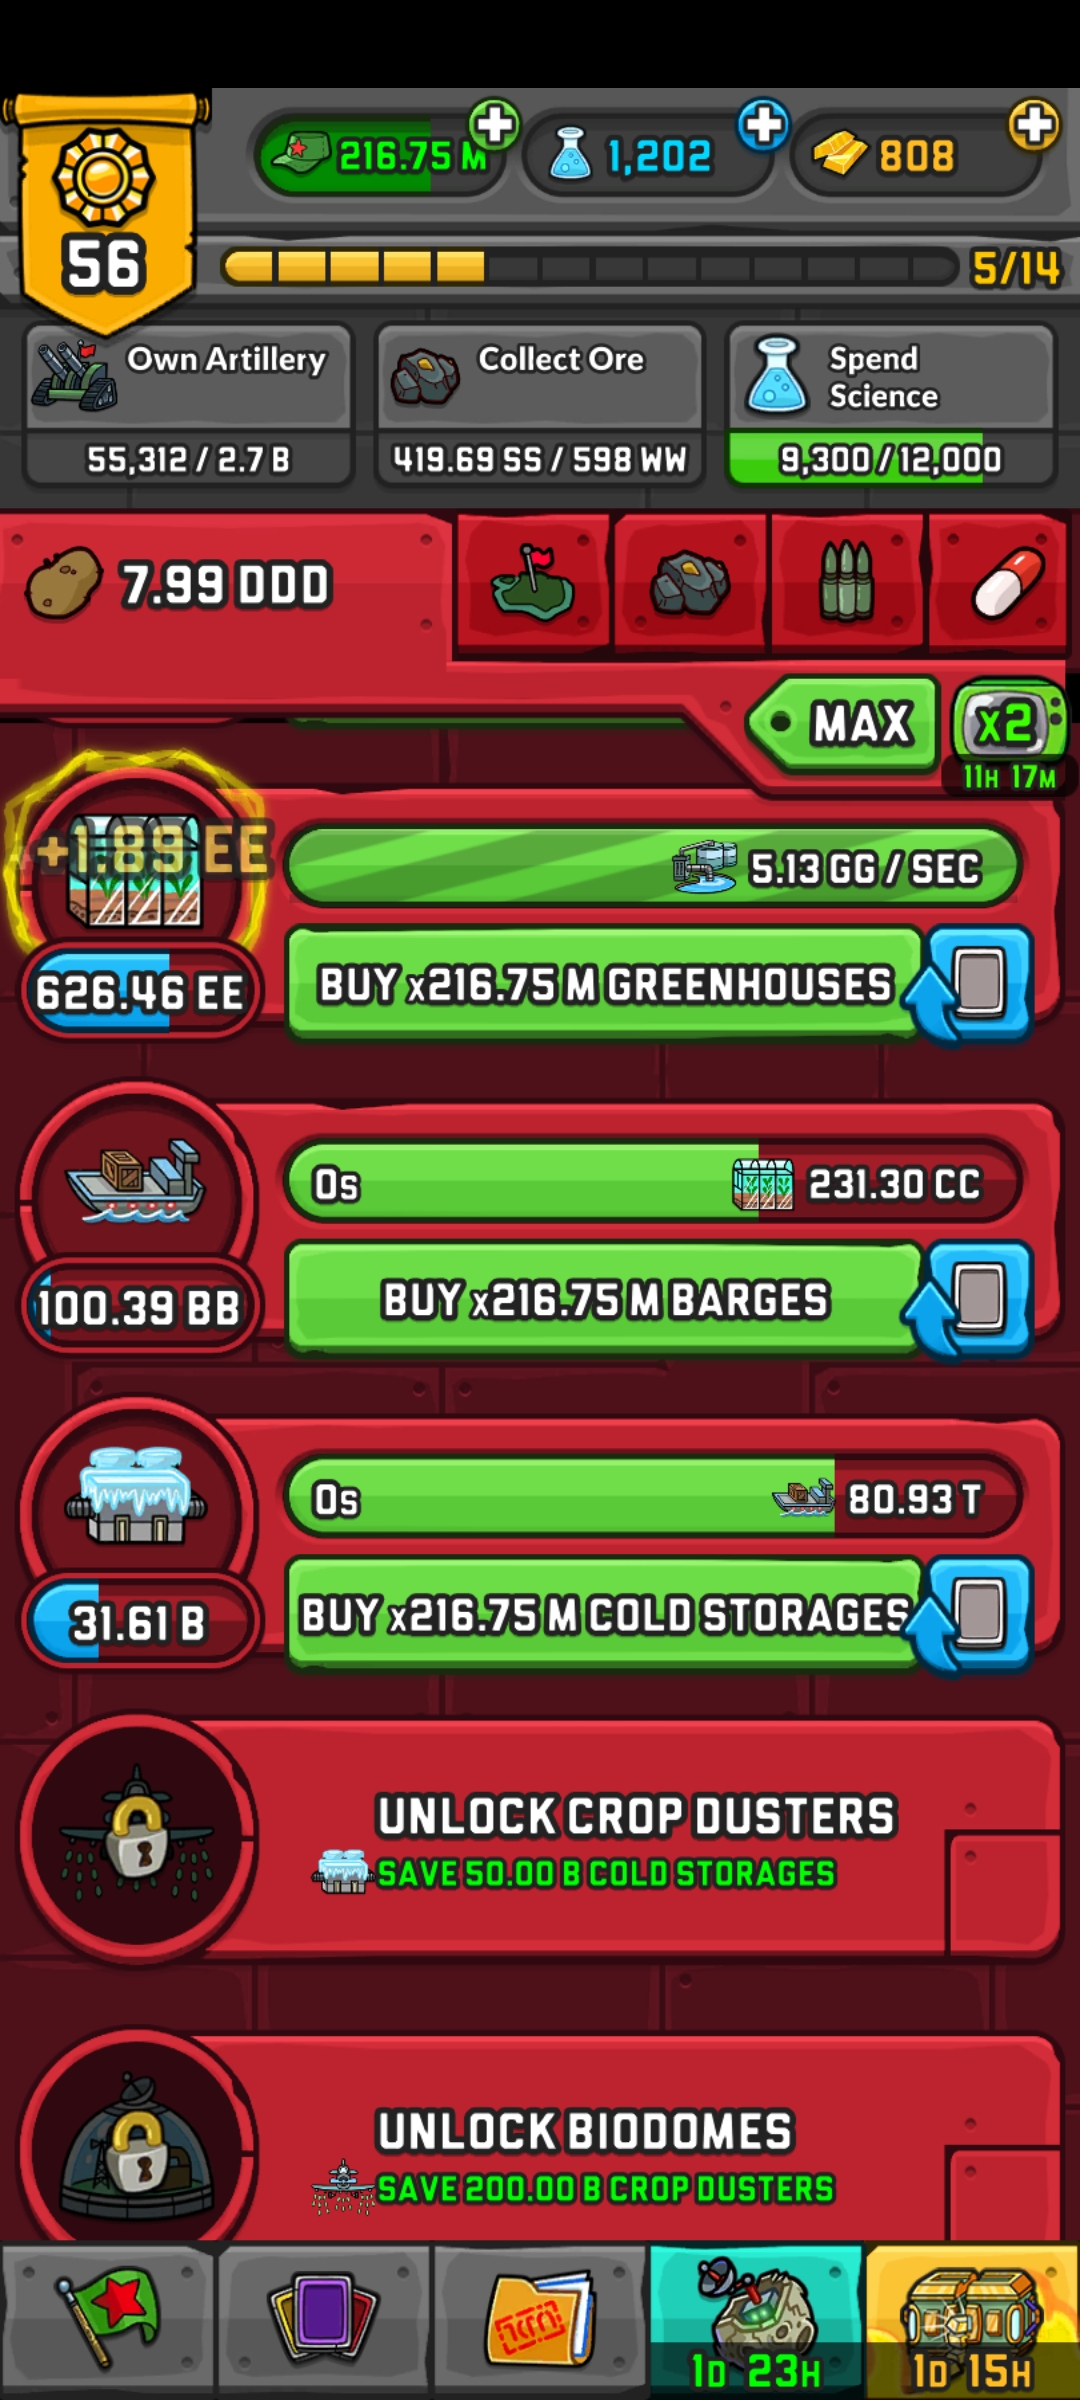 56
216.75 M
1,202
808
5/14
Own Artillery
55,312 / 2.7 B
Collect Ore
419.69 SS / 598 WW
Spend
Science
9,300 / 12,000
7.99 DDD
MAX
x2
11H 17M
+1.89 EE
5.13 GG / SEC
626.46 EE
BUY x216.75 M GREENHOUSES
0s
231.30 CC
100.39 BB
BUY x216.75 M BARGES
0s
80.93 T
31.61 B
BUY x216.75 M COLD STORAGES
UNLOCK CROP DUSTERS
SAVE 50.00 B COLD STORAGES
UNLOCK BIODOMES
SAVE 200.00 B CROP DUSTERS
1D 23H
1D 15H